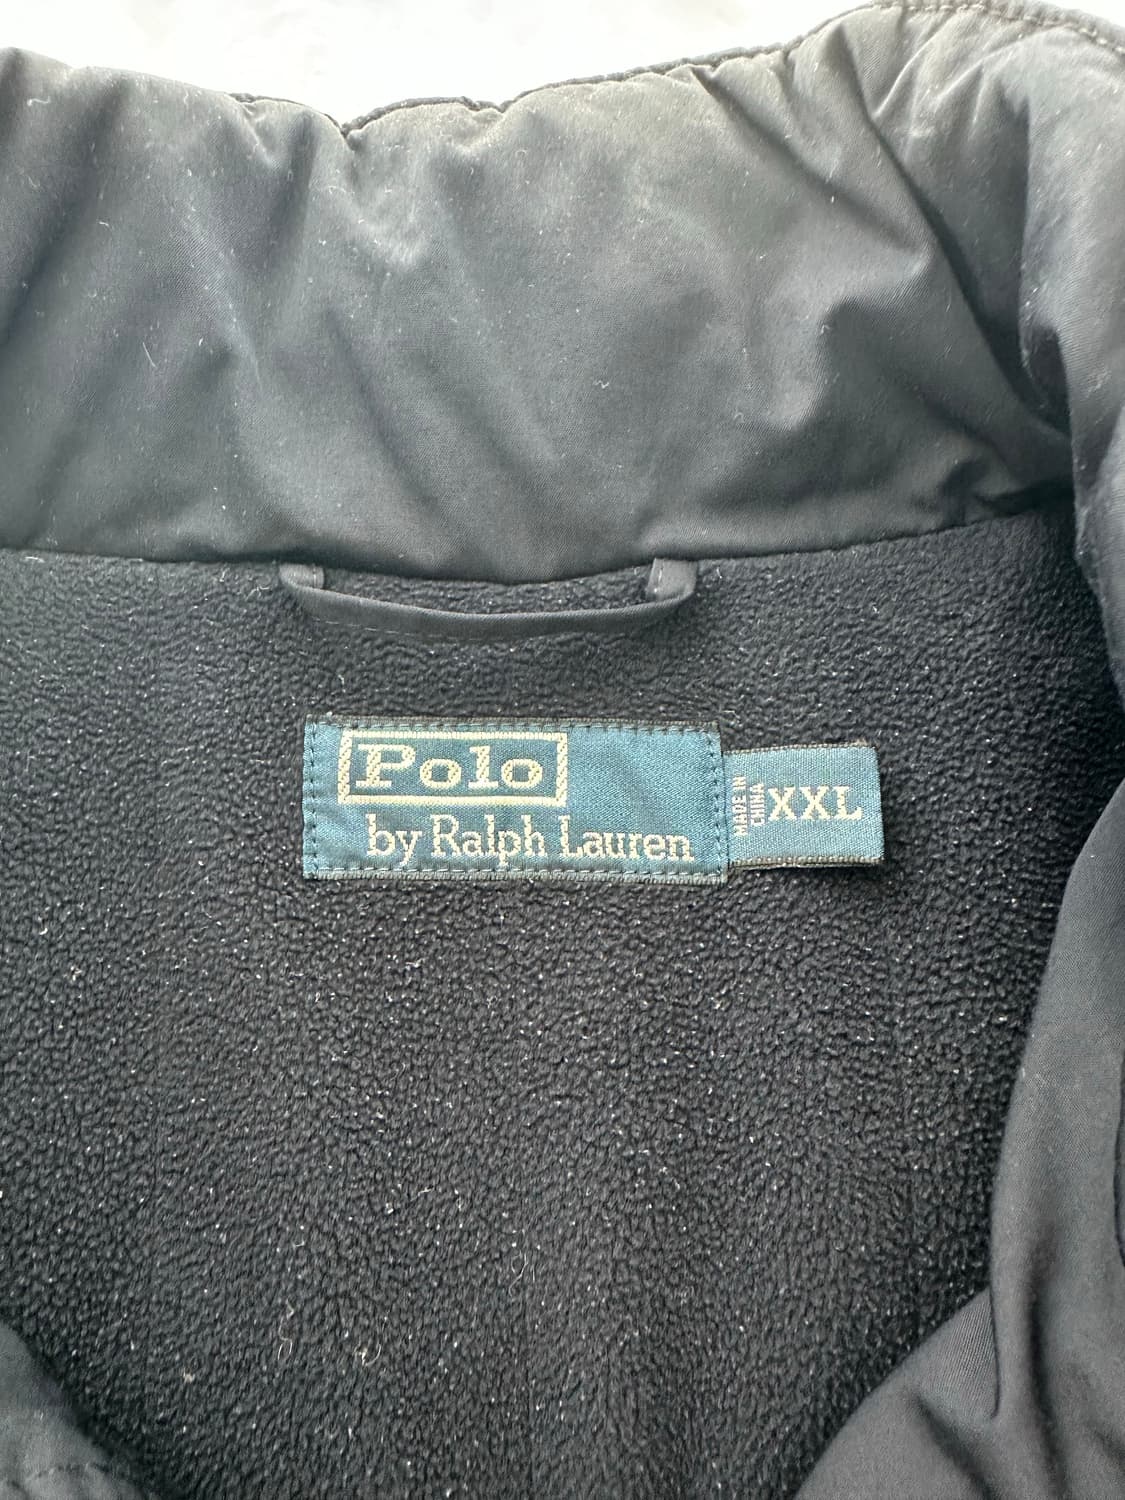 Polo
by Ralph Lauren
MADE IN
CHINA
XXL